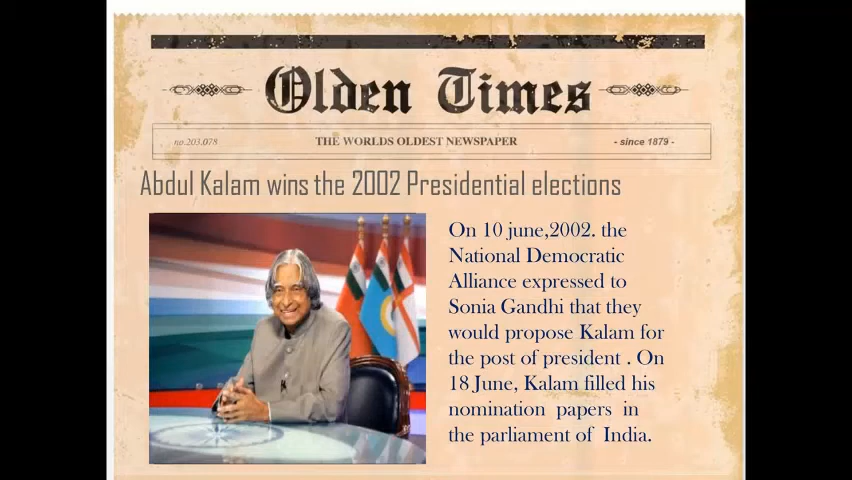 Olden Times
no.203.078 THE WORLDS OLDEST NEWSPAPER - since 1879 -
Abdul Kalam wins the 2002 Presidential elections
On 10 june,2002. the
National Democratic
Alliance expressed to
Sonia Gandhi that they
would propose Kalam for
the post of president . On
18 June, Kalam filled his
nomination papers in
the parliament of India.